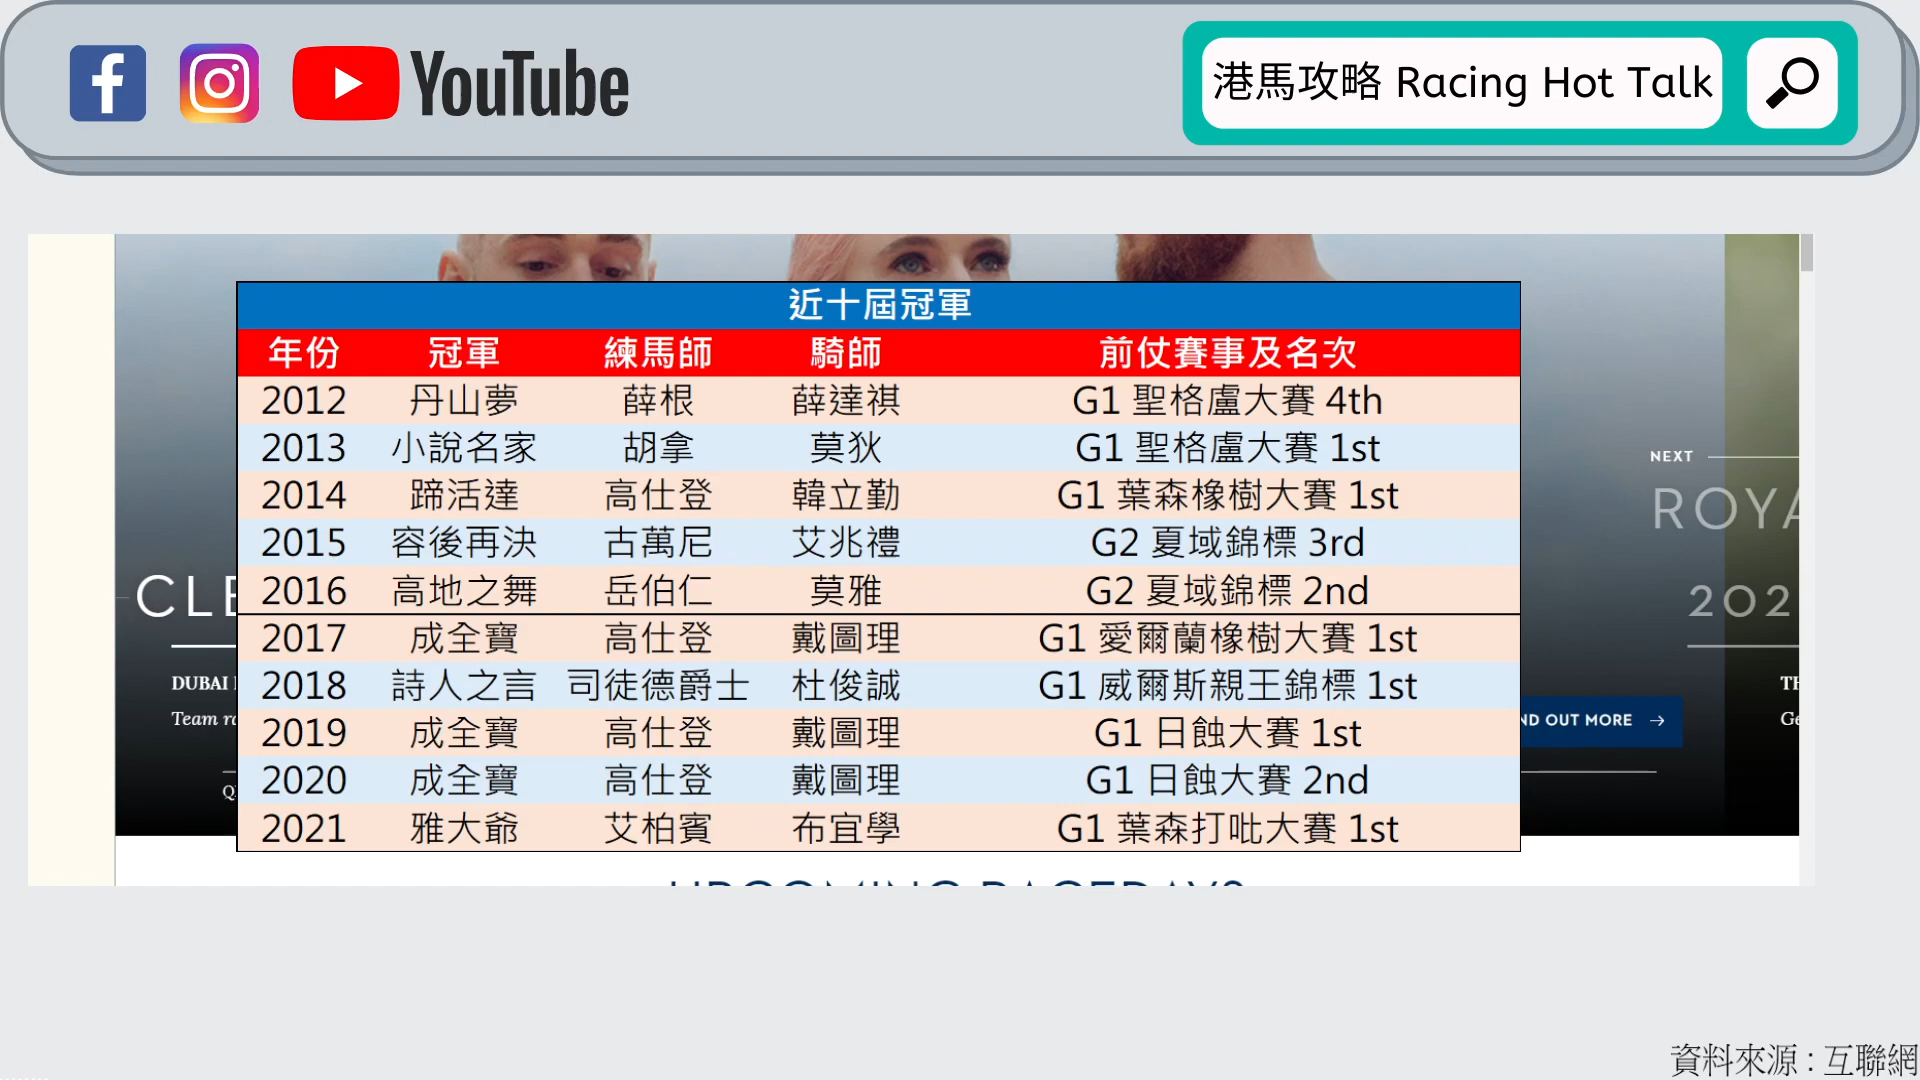 YouTube
港馬攻略 Racing Hot Talk
近十屆冠軍
年份 冠軍 練馬師 騎師 前仗賽事及名次
2012 丹山夢 薛根 薛達祺 G1 聖格盧大賽 4th
2013 小說名家 胡拿 莫狄 G1 聖格盧大賽 1st
2014 蹄活達 高仕登 韓立勤 G1 葉森橡樹大賽 1st
2015 容後再決 古萬尼 艾兆禮 G2 夏域錦標 3rd
2016 高地之舞 岳伯仁 莫雅 G2 夏域錦標 2nd
2017 成全寶 高仕登 戴圖理 G1 愛爾蘭橡樹大賽 1st
2018 詩人之言 司徒德爵士 杜俊誠 G1 威爾斯親王錦標 1st
2019 成全寶 高仕登 戴圖理 G1 日蝕大賽 1st
2020 成全寶 高仕登 戴圖理 G1 日蝕大賽 2nd
2021 雅大爺 艾柏賓 布宜學 G1 葉森打吡大賽 1st
NEXT
ROYA
202
CLE
DUBAI
Team
ND OUT MORE →
UPCOMING RACEDAYS
資料來源 : 互聯網